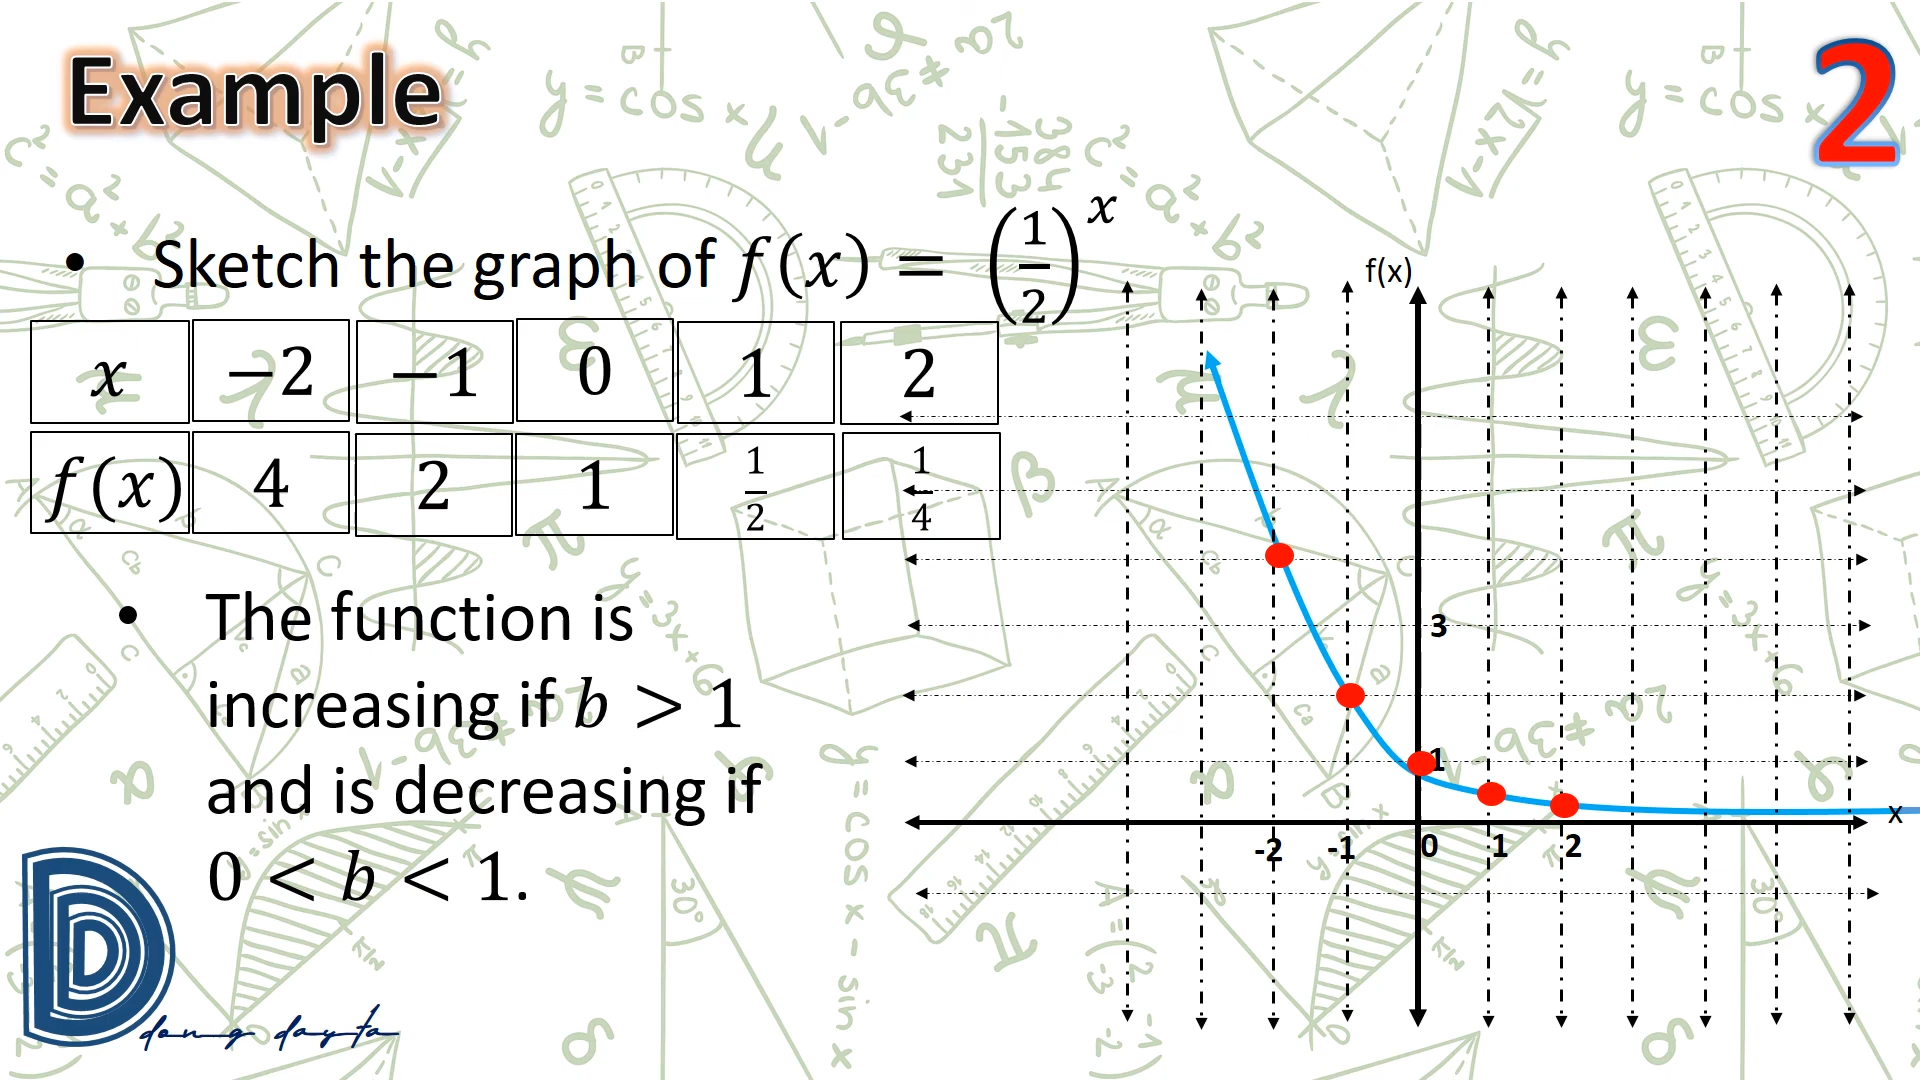 Example
2
• Sketch the graph of f(x) = (1/2)^x
x −2 −1 0 1 2
f(x) 4 2 1 1/2 1/4
• The function is
increasing if b > 1
and is decreasing if
0 < b < 1.
f(x)
3
1
x
-2 -1 0 1 2
dong dayta